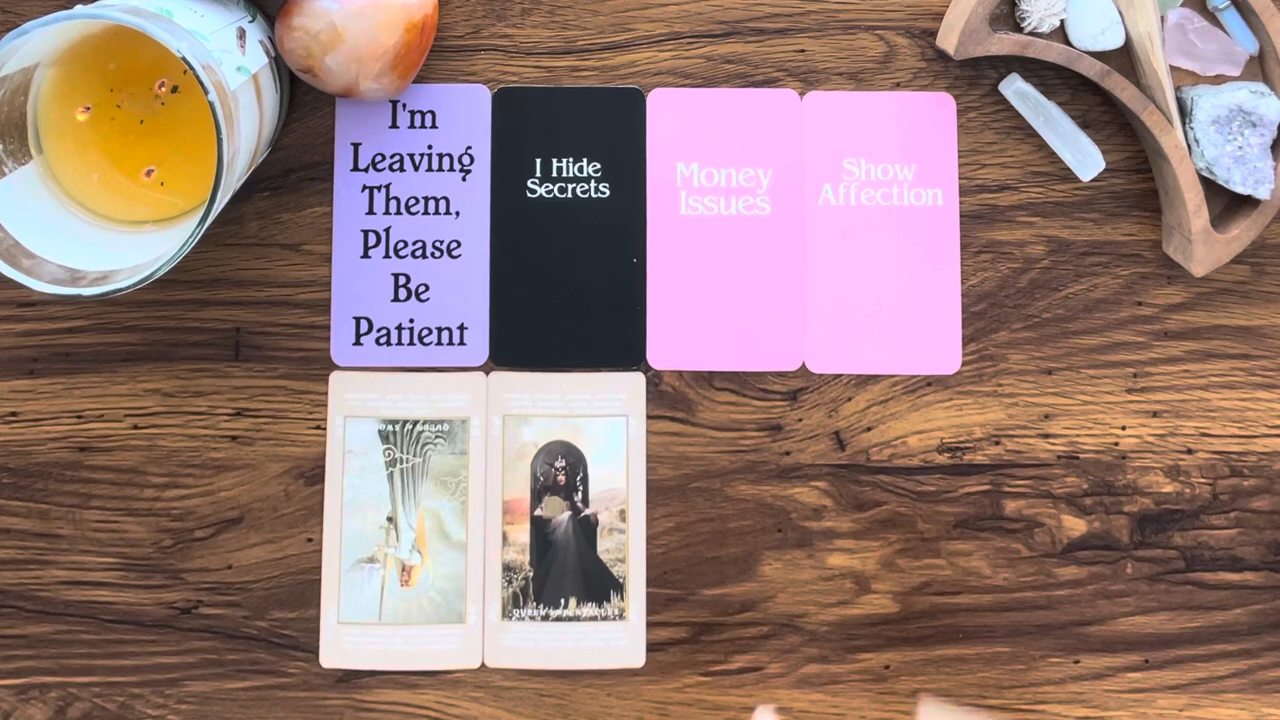 I'm
Leaving
Them,
Please
Be
Patient
I Hide
Secrets
Money
Issues
Show
Affection
QUEEN of PENTACLES